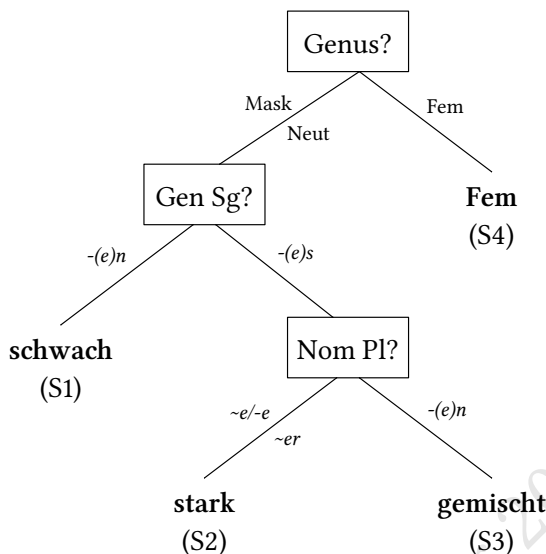 Genus?
Mask
Neut
Fem
Gen Sg?
Fem
(S4)
-(e)n
-(e)s
schwach
(S1)
Nom Pl?
~e/-e
~er
-(e)n
stark
(S2)
gemischt
(S3)